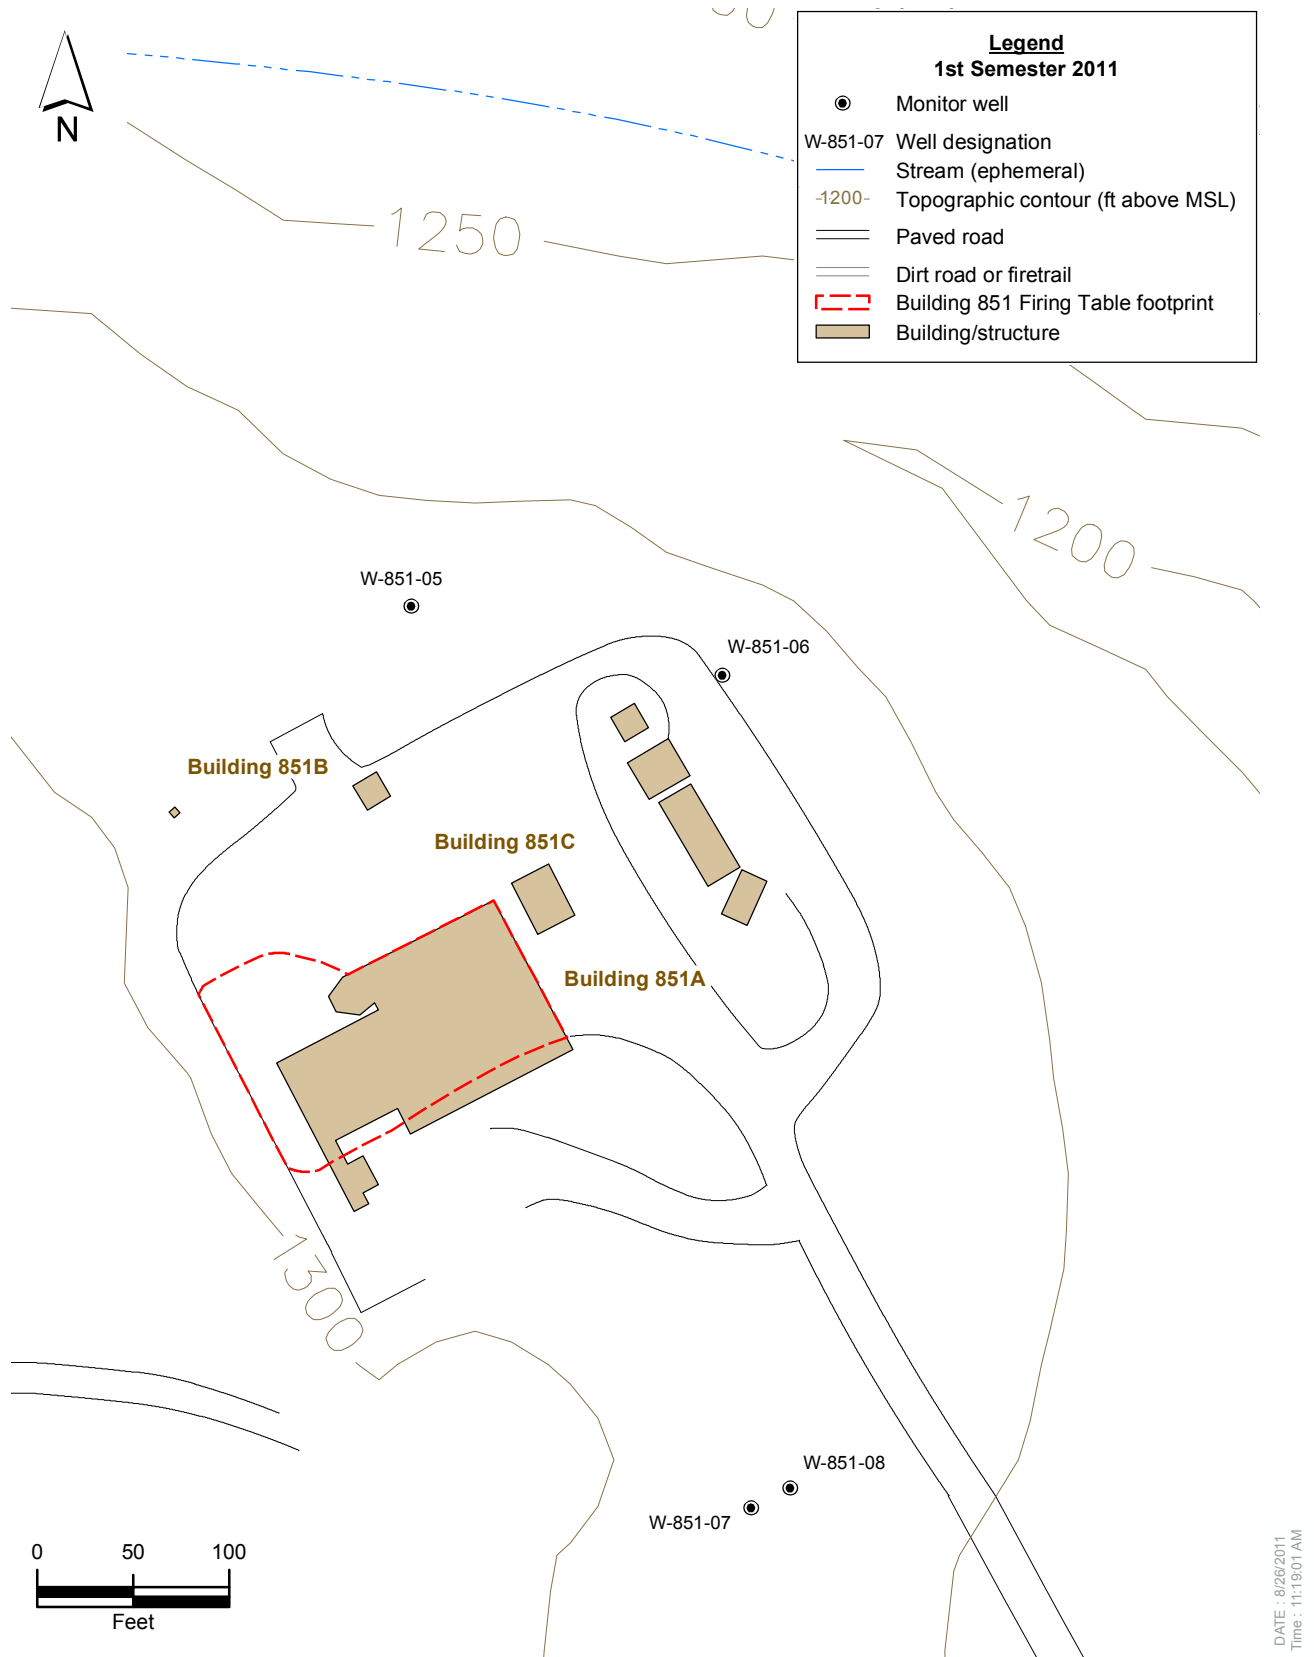 Legend
1st Semester 2011
Monitor well
W-851-07 Well designation
Stream (ephemeral)
-1200- Topographic contour (ft above MSL)
Paved road
Dirt road or firetrail
Building 851 Firing Table footprint
Building/structure
N
1250
1200
W-851-05
W-851-06
Building 851B
Building 851C
Building 851A
1300
W-851-08
W-851-07
0 50 100
Feet
DATE : 8/26/2011
Time : 11:19:01 AM